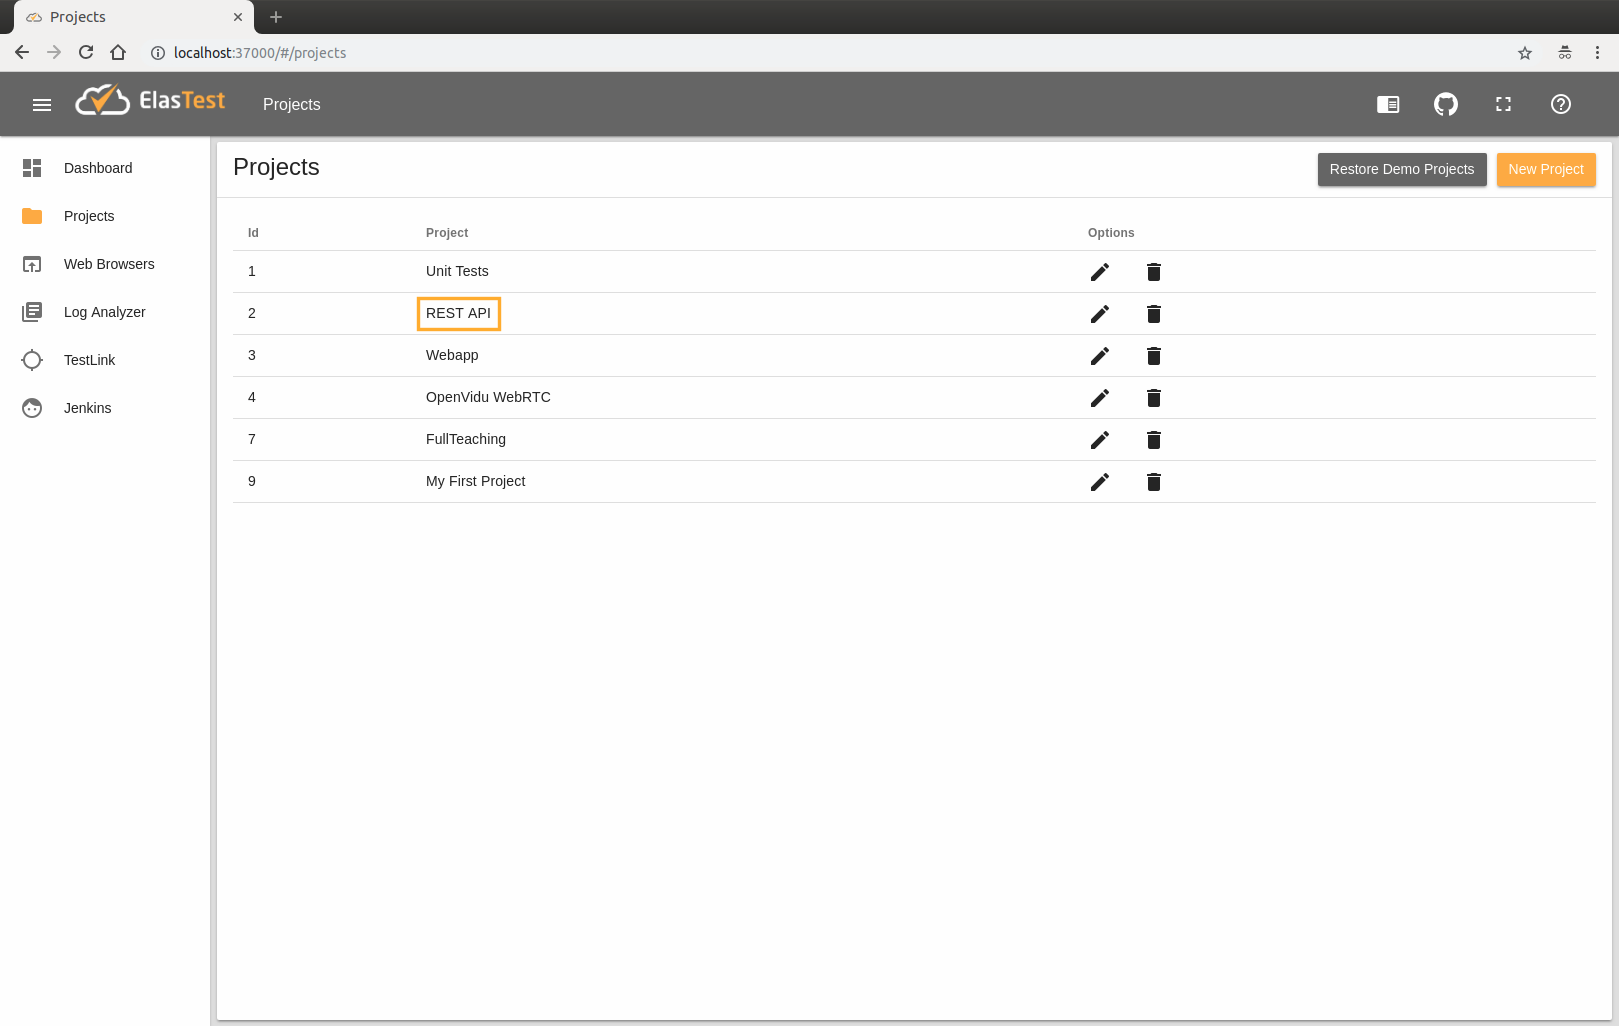 Projects
localhost:37000/#/projects
ElasTest Projects
Dashboard
Projects
Web Browsers
Log Analyzer
TestLink
Jenkins
Projects
Restore Demo Projects New Project
Id Project Options
1 Unit Tests
2 REST API
3 Webapp
4 OpenVidu WebRTC
7 FullTeaching
9 My First Project